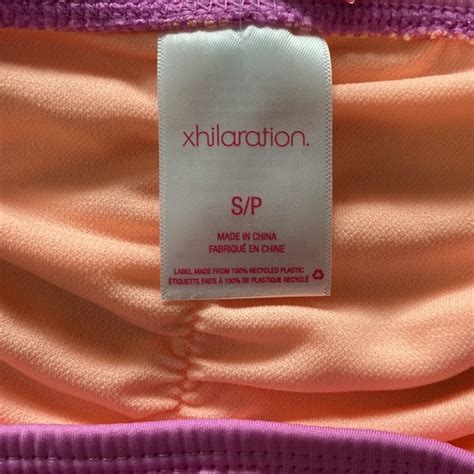 xhilaration.
S/P
MADE IN CHINA
FABRIQUÉ EN CHINE
LABEL MADE FROM 100% RECYCLED PLASTIC
ÉTIQUETTE FAITE À 100% DE PLASTIQUE RECYCLÉ